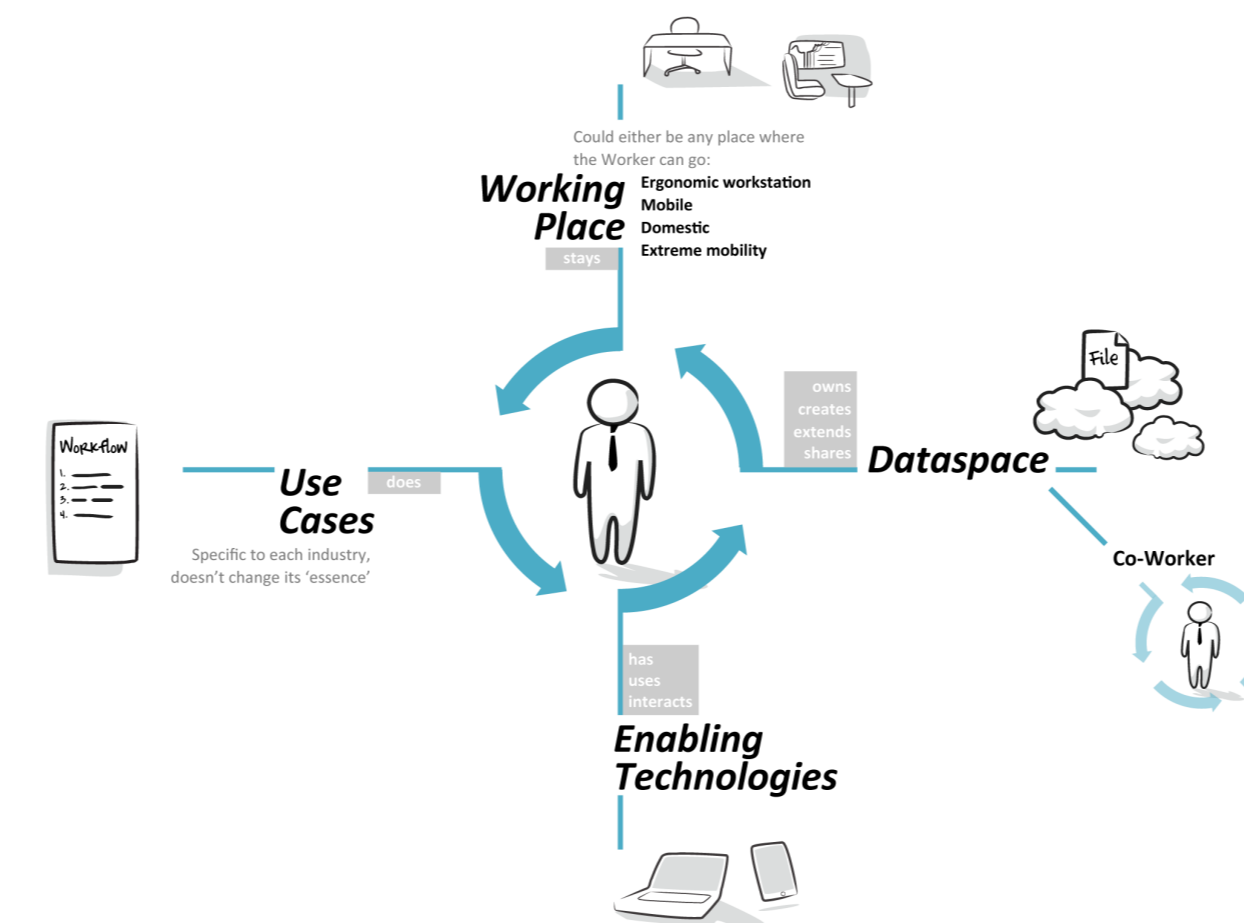 Could either be any place where
the Worker can go:
Working
Place
Ergonomic workstation
Mobile
Domestic
Extreme mobility
stays
File
owns
creates
extends
shares
Dataspace
Workflow
1.
2.
3.
4.
Use
Cases
does
Specific to each industry,
doesn’t change its ‘essence’
Co-Worker
has
uses
interacts
Enabling
Technologies